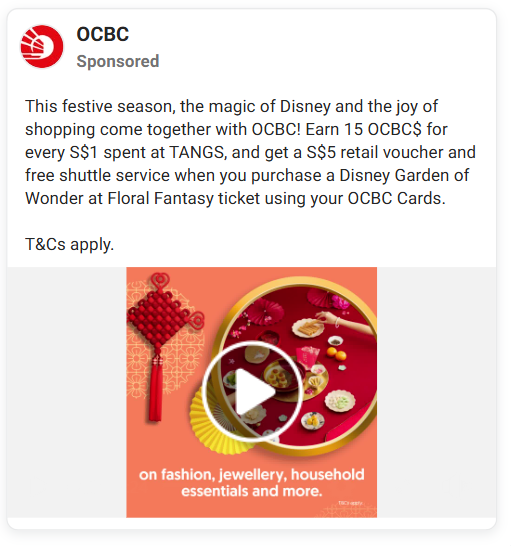 OCBC
Sponsored
This festive season, the magic of Disney and the joy of
shopping come together with OCBC! Earn 15 OCBC$ for
every S$1 spent at TANGS, and get a S$5 retail voucher and
free shuttle service when you purchase a Disney Garden of
Wonder at Floral Fantasy ticket using your OCBC Cards.
T&Cs apply.
on fashion, jewellery, household
essentials and more.
T&Cs apply.